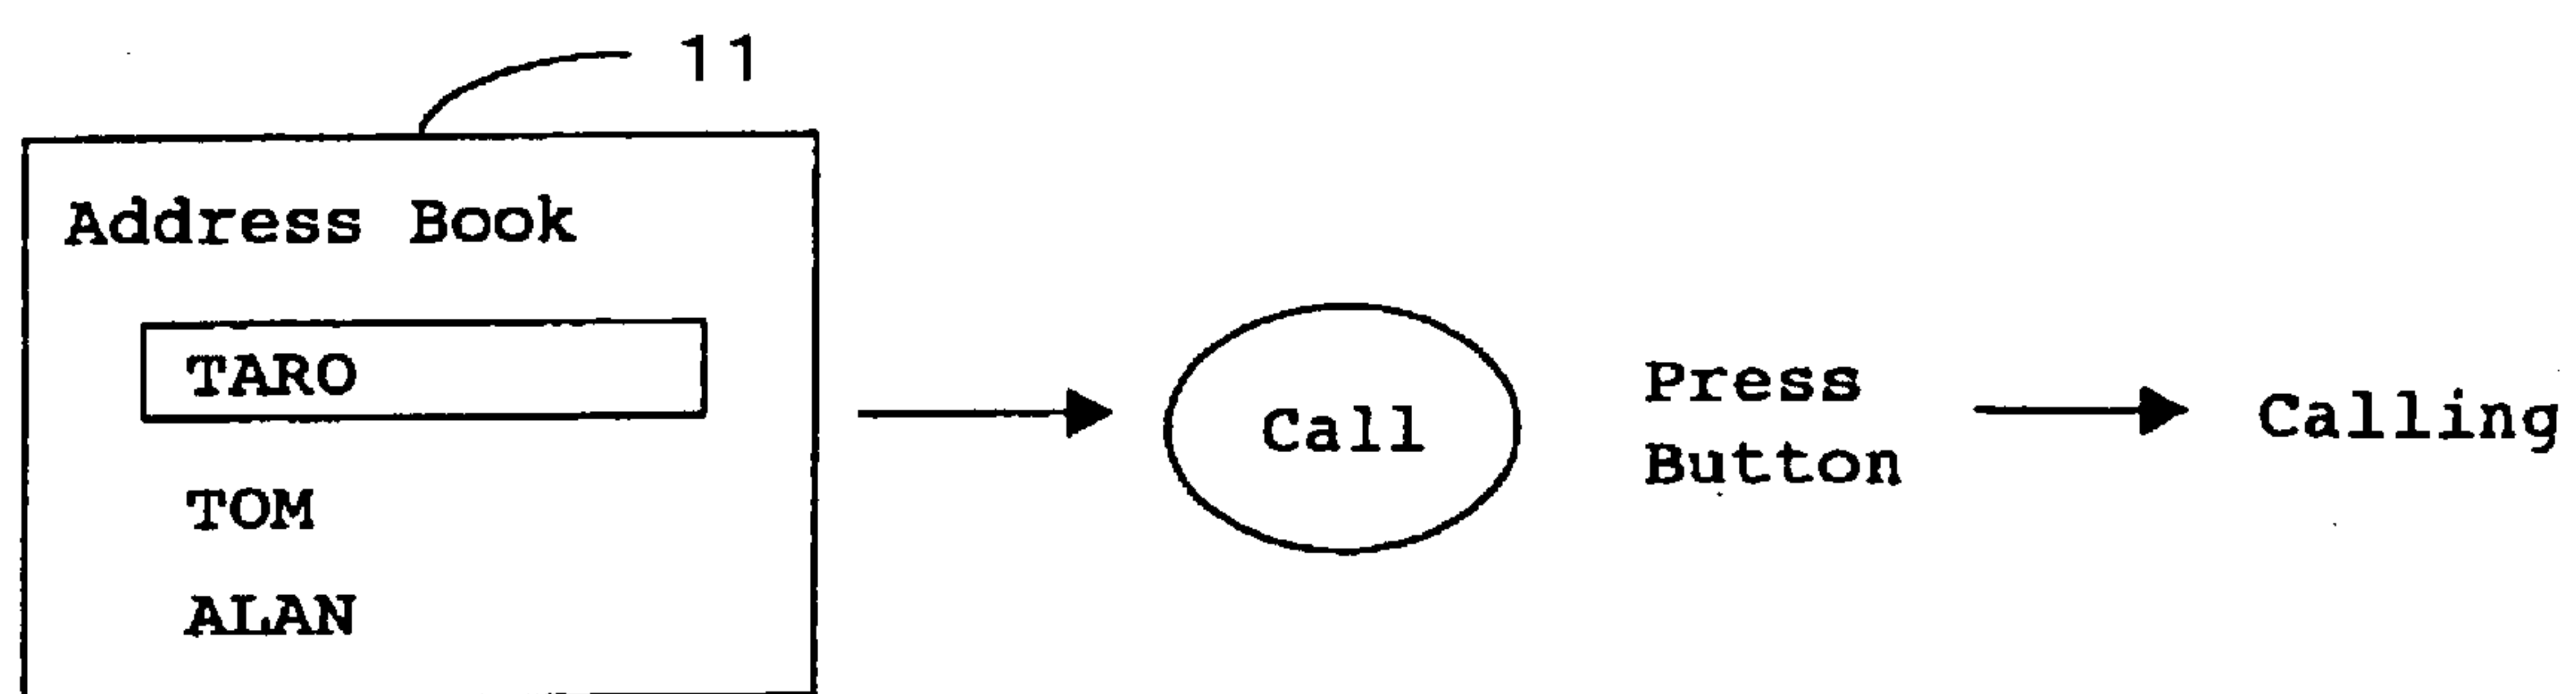 11
Address Book
TARO
TOM
ALAN
Call
Press
Button
Calling